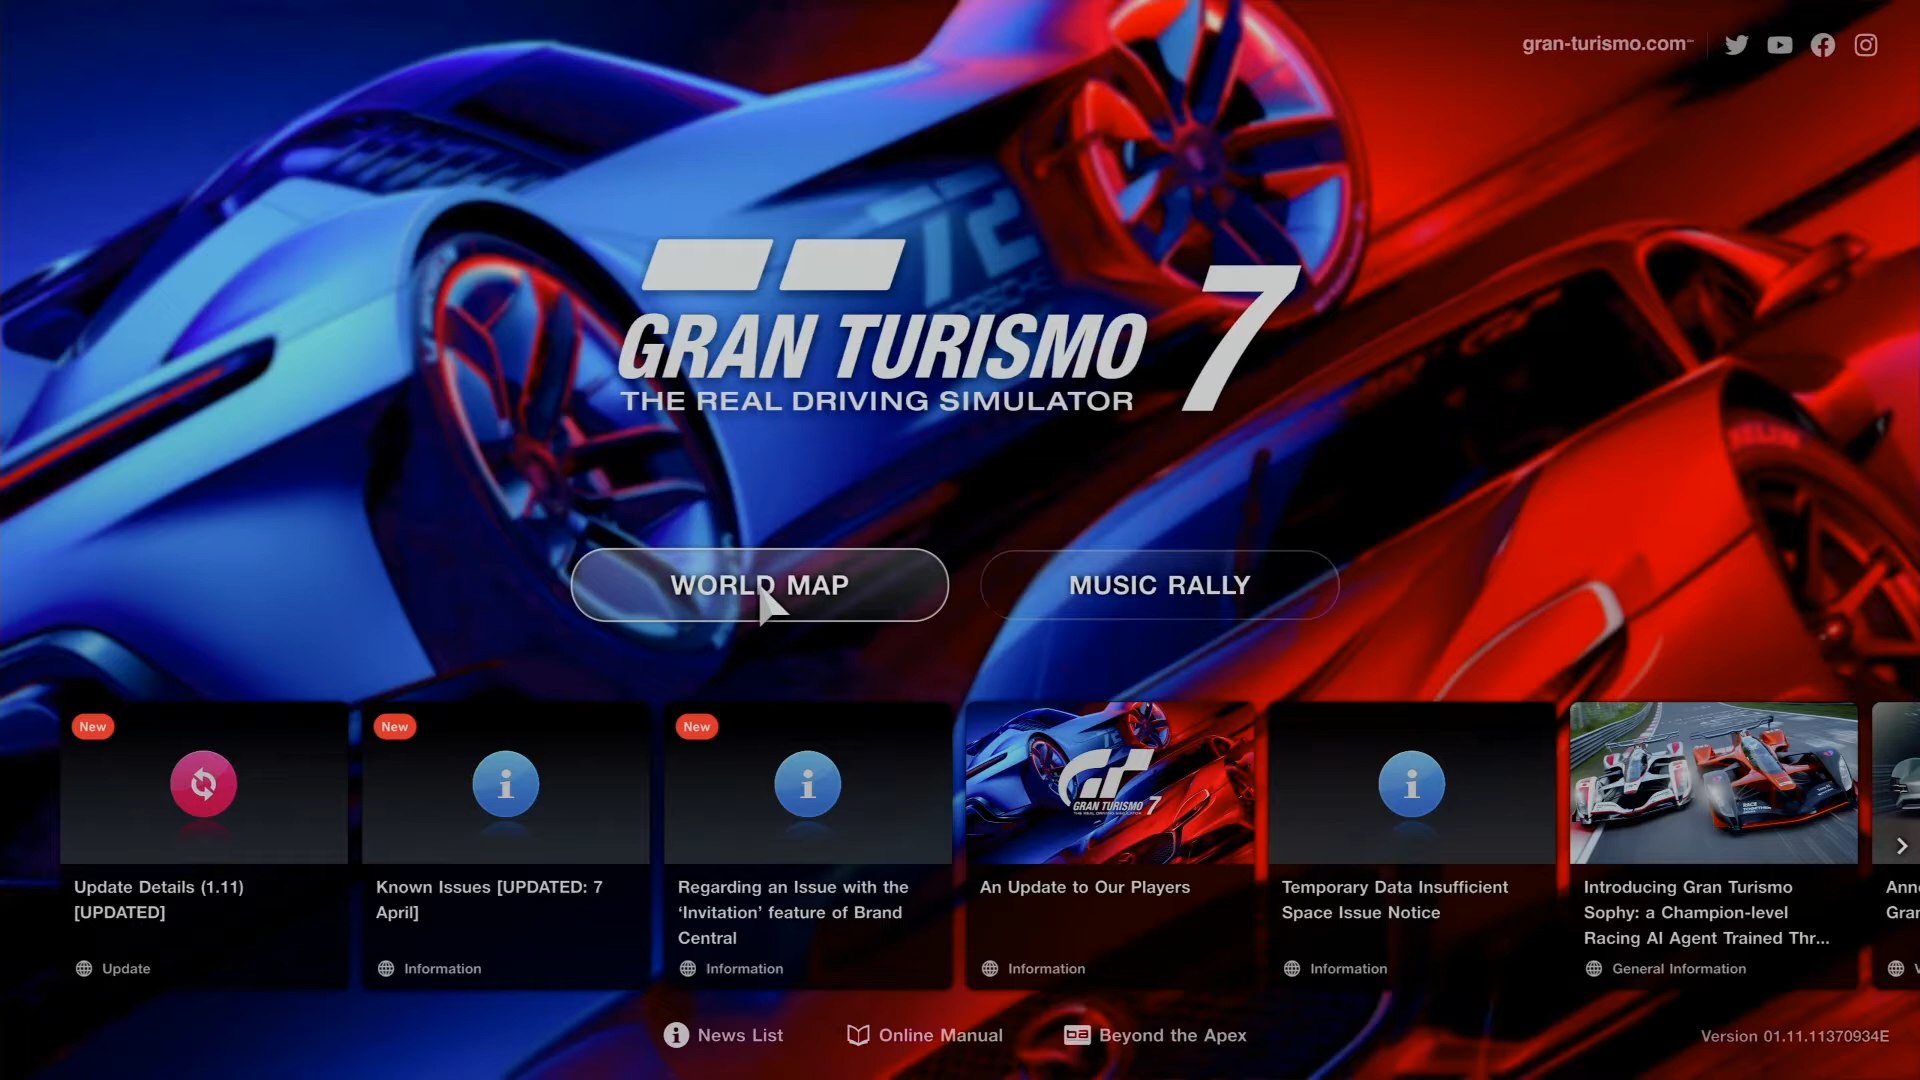 gran-turismo.com
72
PORSCHE
GRAN TURISMO 7
THE REAL DRIVING SIMULATOR
WORLD MAP
MUSIC RALLY
New
New
New
GRAN TURISMO 7
Update Details (1.11)
[UPDATED]
Update
Known Issues [UPDATED: 7
April]
Information
Regarding an Issue with the
‘Invitation’ feature of Brand
Central
Information
An Update to Our Players
Information
Temporary Data Insufficient
Space Issue Notice
Information
Introducing Gran Turismo
Sophy: a Champion-level
Racing AI Agent Trained Thr...
General Information
News List
Online Manual
Beyond the Apex
Version 01.11.11370934E